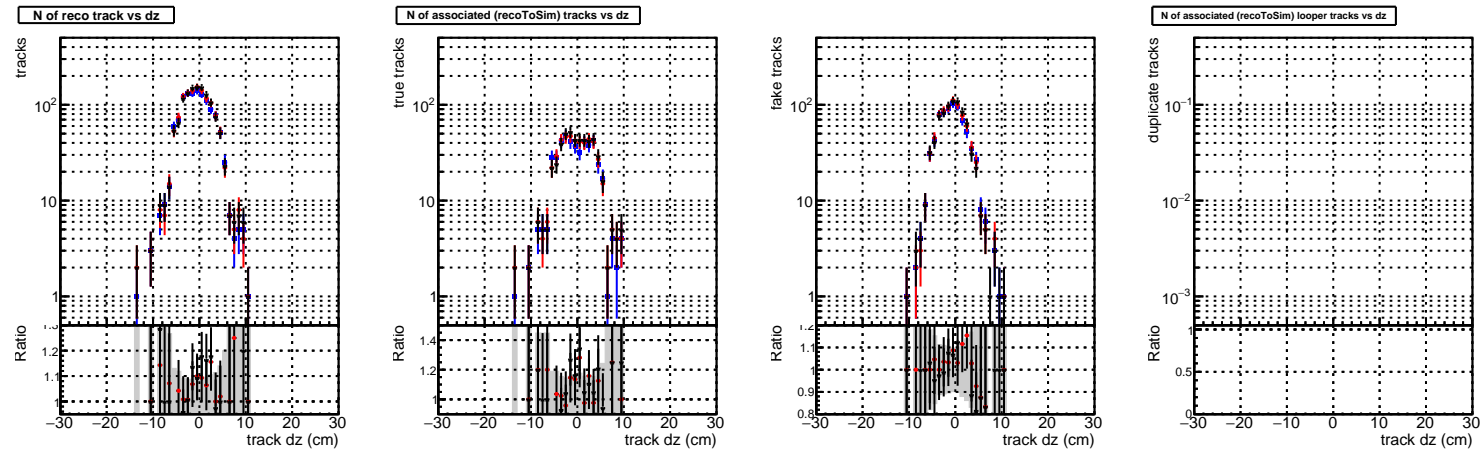 N of reco track vs dz
tracks
10²
10
1
Ratio
1.3
1.2
1.1
1
−30 −20 −10 0 10 20 30
track dz (cm)
N of associated (recoToSim) tracks vs dz
true tracks
10²
10
1
Ratio
1.4
1.2
1
−30 −20 −10 0 10 20 30
track dz (cm)
fake tracks
10²
10
1
Ratio
1.2
1.1
1
0.9
0.8
−30 −20 −10 0 10 20 30
track dz (cm)
N of associated (recoToSim) looper tracks vs dz
duplicate tracks
10⁻¹
10⁻²
10⁻³
Ratio
1
0.5
0
−30 −20 −10 0 10 20 30
track dz (cm)